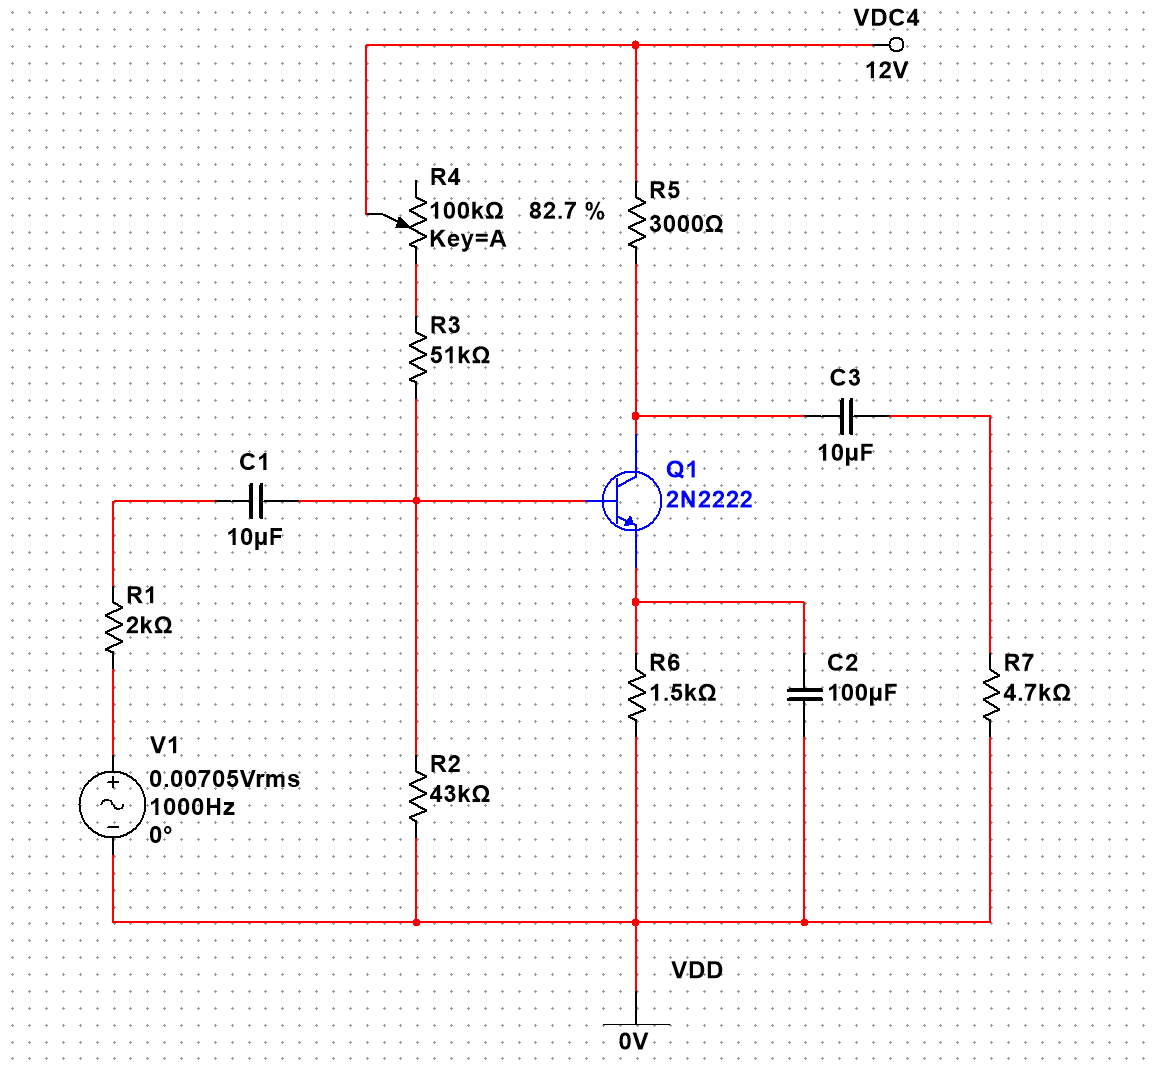 VDC4
12V
R4
100kΩ 82.7 %
Key=A
R5
3000Ω
R3
51kΩ
C3
10µF
C1
10µF
Q1
2N2222
R1
2kΩ
R6
1.5kΩ
C2
100µF
R7
4.7kΩ
V1
0.00705Vrms
1000Hz
0°
R2
43kΩ
VDD
0V